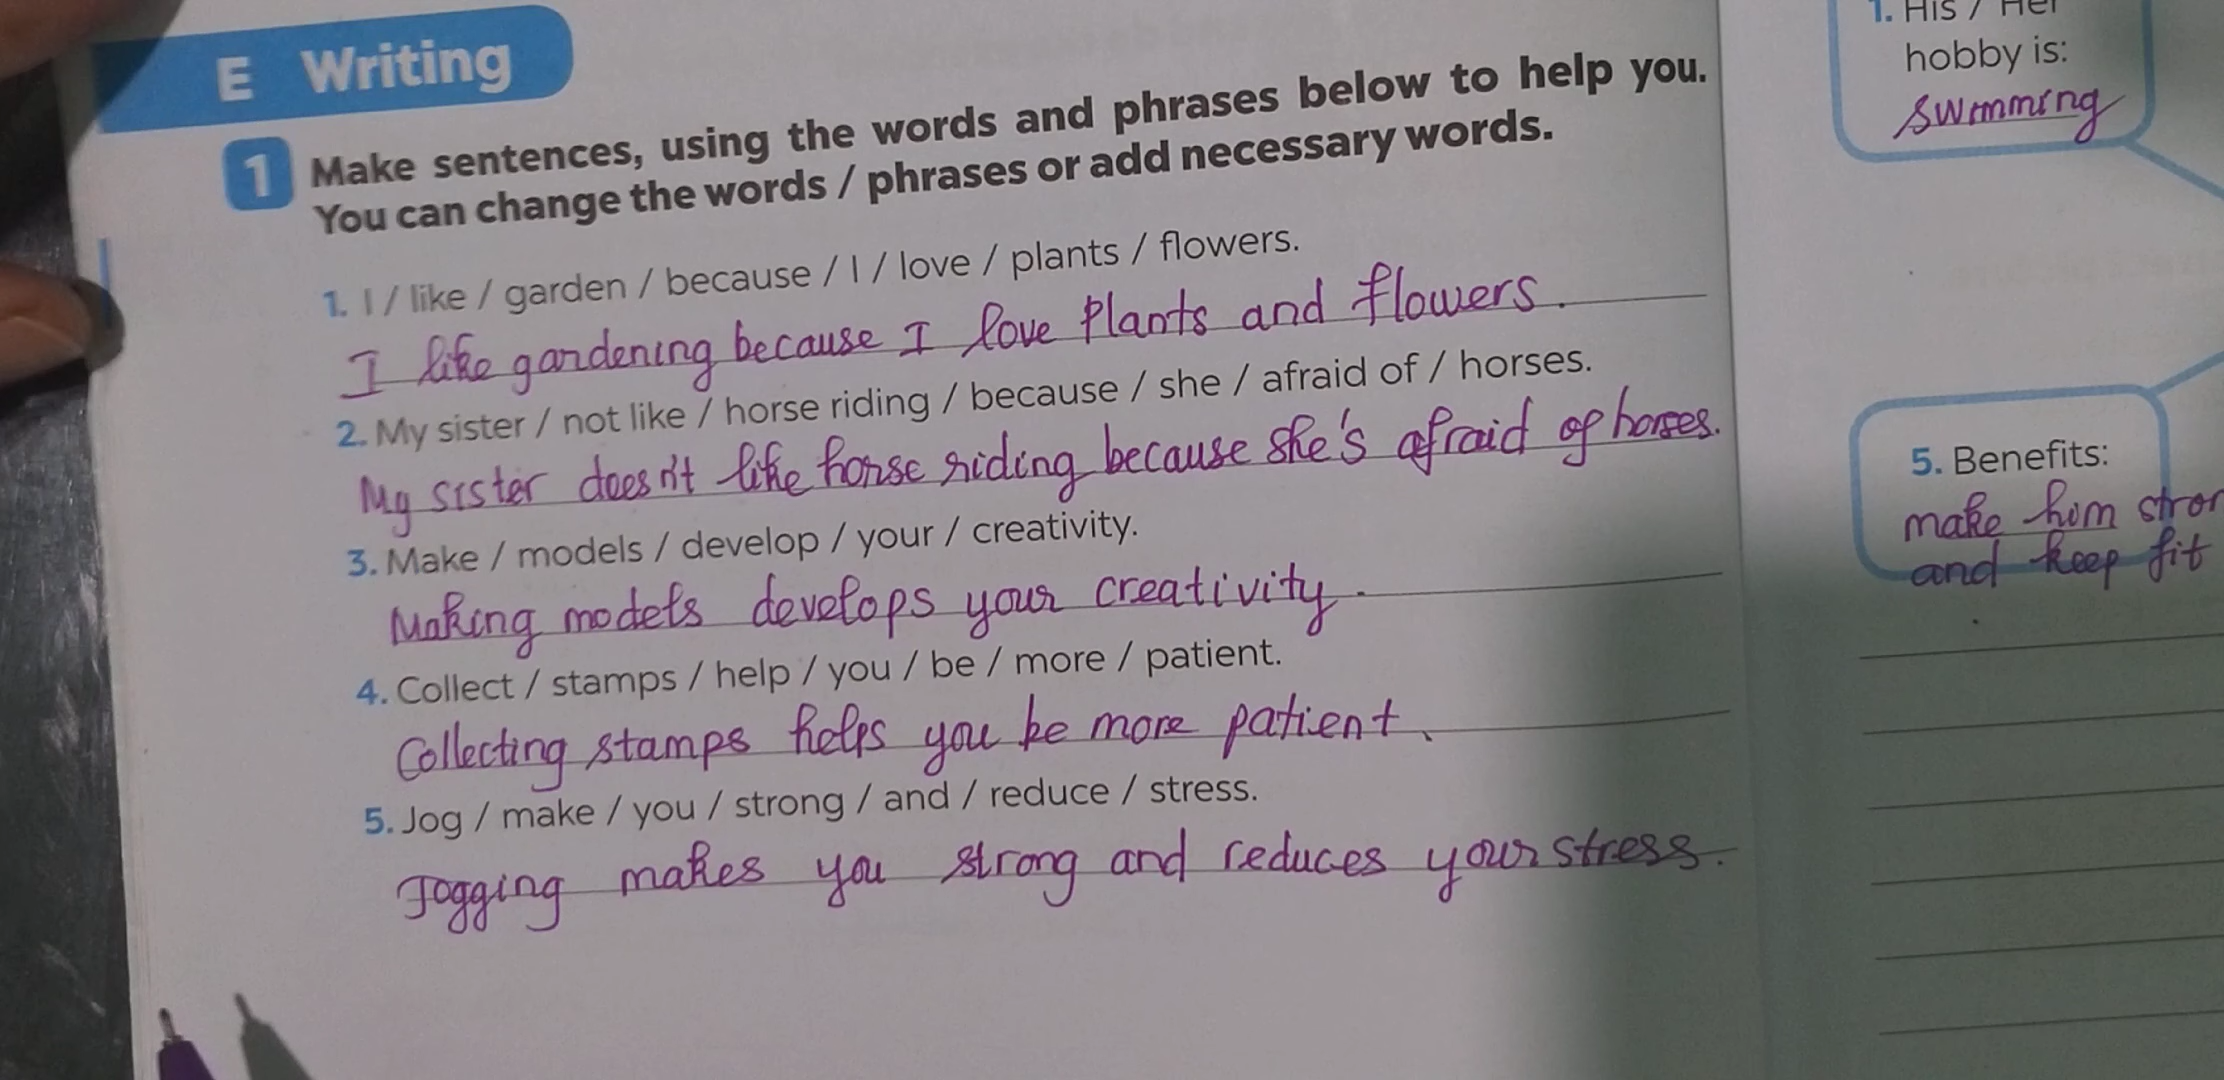 E Writing
1 Make sentences, using the words and phrases below to help you.
You can change the words / phrases or add necessary words.
1. I / like / garden / because / I / love / plants / flowers.
I like gardening because I love plants and flowers.
2. My sister / not like / horse riding / because / she / afraid of / horses.
My sister doesn't like horse riding because she's afraid of horses.
3. Make / models / develop / your / creativity.
Making models develops your creativity.
4. Collect / stamps / help / you / be / more / patient.
Collecting stamps helps you be more patient.
5. Jog / make / you / strong / and / reduce / stress.
Jogging makes you strong and reduces your stress.
1. His / Her
hobby is:
swimming
5. Benefits:
make him stron
and keep fit